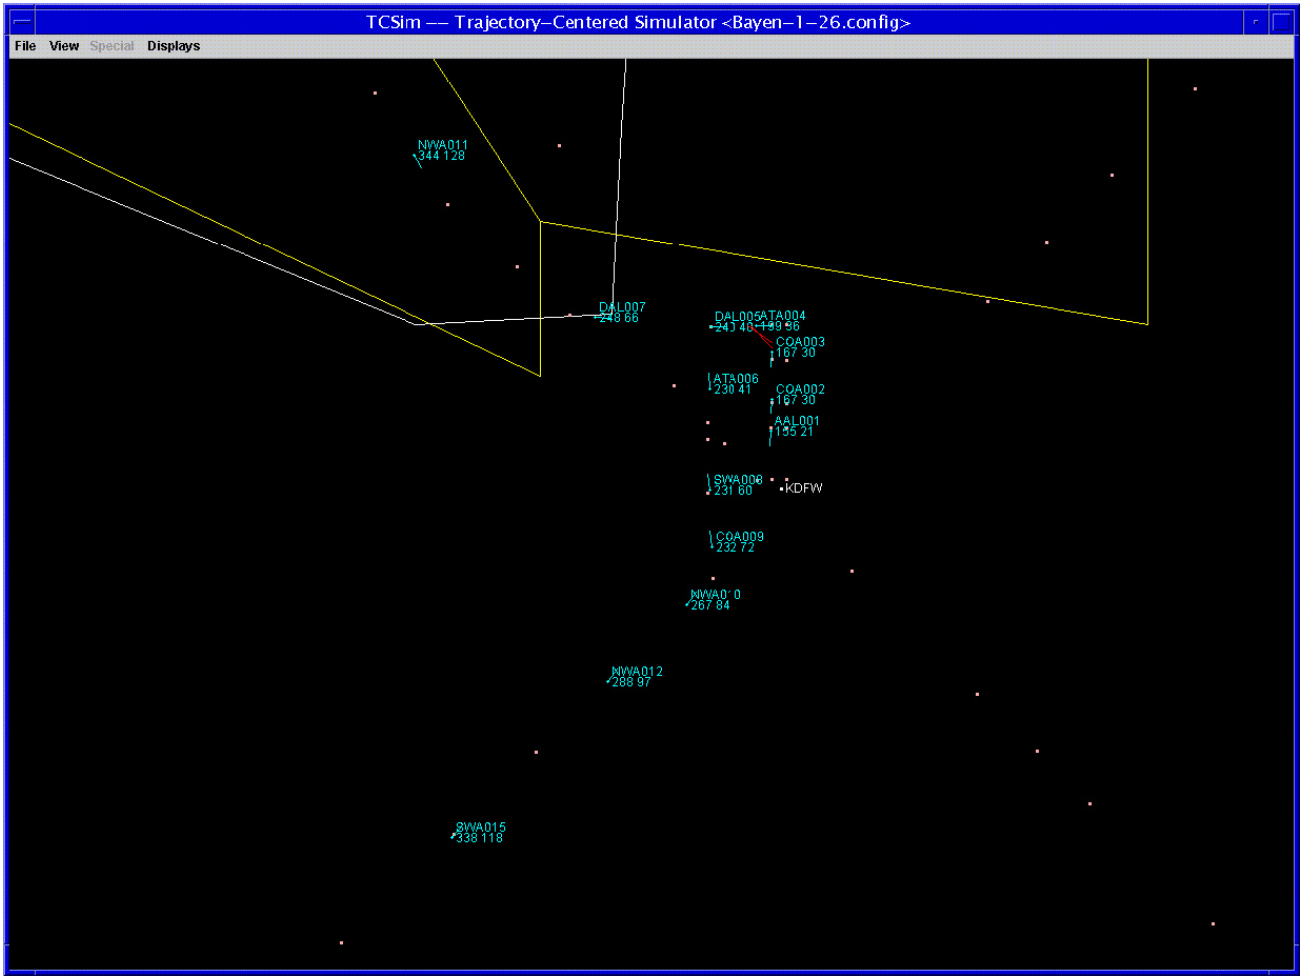 TCSim —— Trajectory–Centered Simulator <Bayen–1–26.config>
File View Special Displays
NWA011
344 128
DAL007
248 66
DAL005
ATA004
COA003
167 30
ATA006
230 41
COA002
167 30
AAL001
SWA008
231 60
KDFW
COA009
232 72
NWA010
267 84
NWA012
288 97
SWA015
338 118